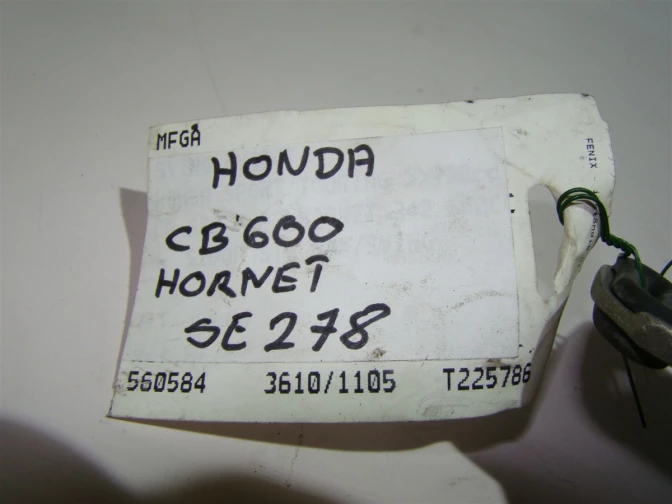 MFGA
HONDA
CB600
HORNET
SE278
560584 3610/1105 T225786
FENIX